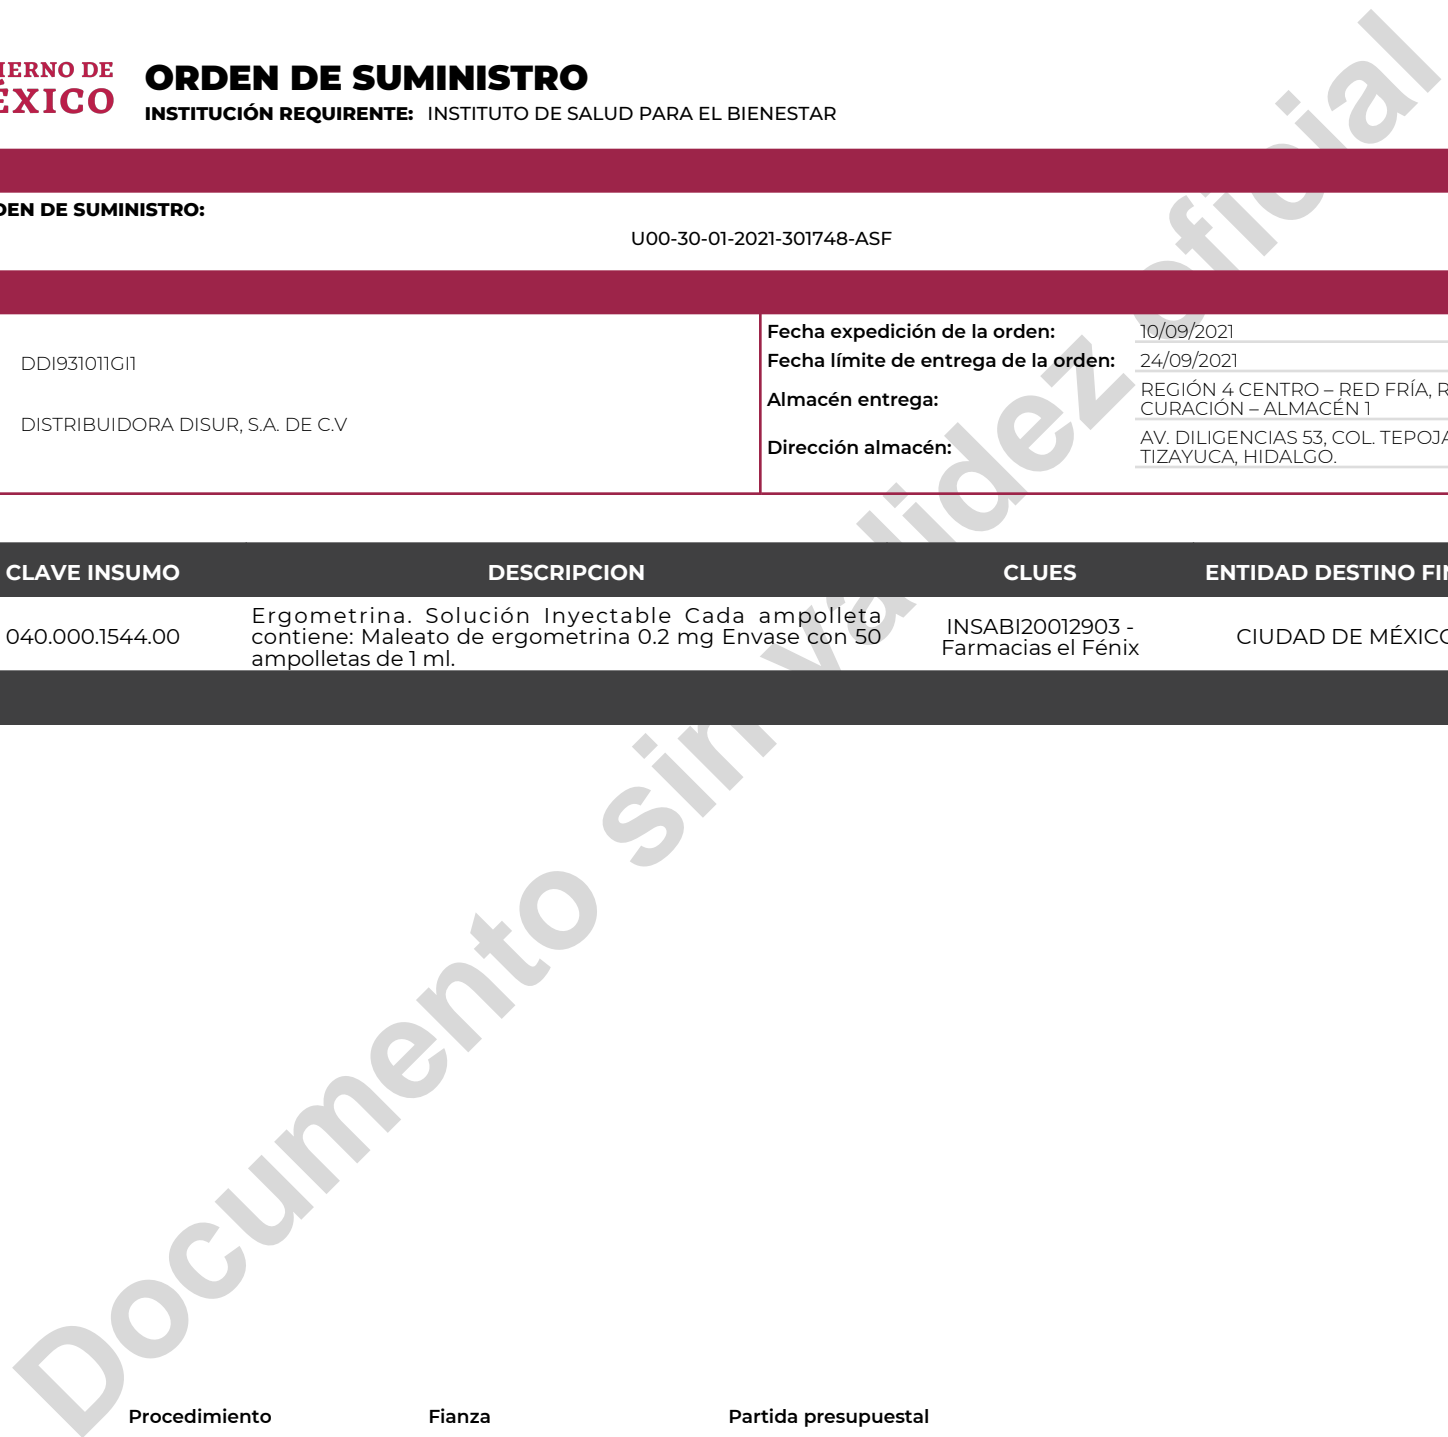 IERNO DE
ÉXICO
ORDEN DE SUMINISTRO
INSTITUCIÓN REQUIRENTE: INSTITUTO DE SALUD PARA EL BIENESTAR
DEN DE SUMINISTRO:
U00-30-01-2021-301748-ASF
DDI931011GI1
DISTRIBUIDORA DISUR, S.A. DE C.V
Fecha expedición de la orden: 10/09/2021
Fecha límite de entrega de la orden: 24/09/2021
Almacén entrega: REGIÓN 4 CENTRO – RED FRÍA, R
CURACIÓN – ALMACÉN 1
Dirección almacén: AV. DILIGENCIAS 53, COL. TEPOJA
TIZAYUCA, HIDALGO.
CLAVE INSUMO DESCRIPCION CLUES ENTIDAD DESTINO FIN
040.000.1544.00
Ergometrina. Solución Inyectable Cada ampolleta
contiene: Maleato de ergometrina 0.2 mg Envase con 50
ampolletas de 1 ml.
INSABI20012903 -
Farmacias el Fénix
CIUDAD DE MÉXICO
Documento sin validez oficial
Procedimiento Fianza Partida presupuestal